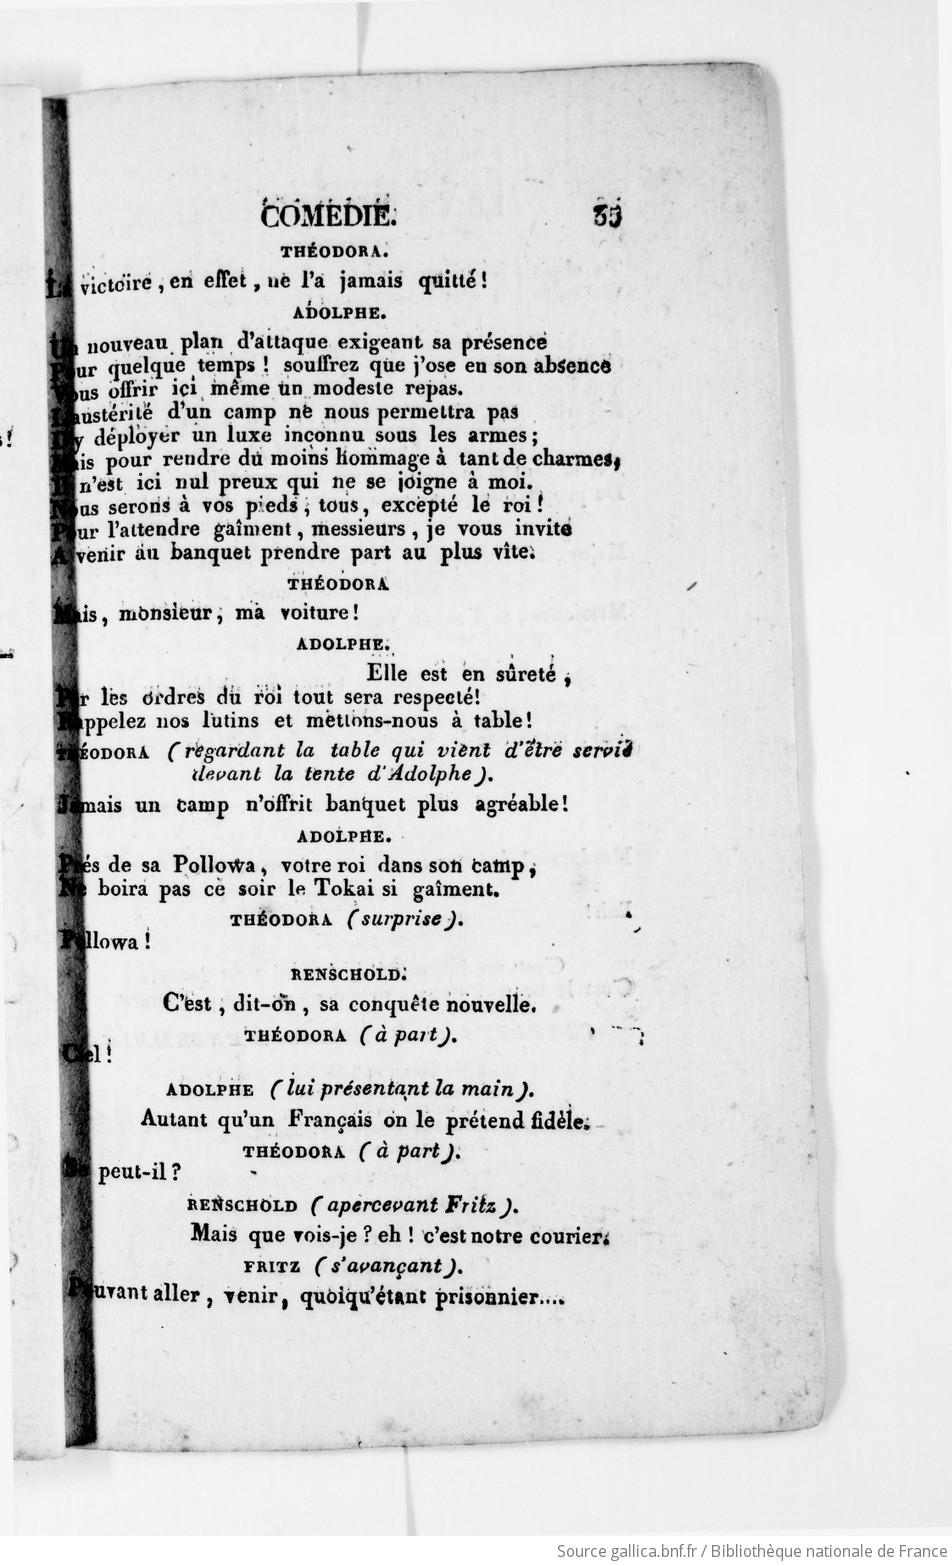 COMÉDIE. 35
THÉODORA.
La victoire, en effet, ne l'a jamais quitté !
ADOLPHE.
Un nouveau plan d'attaque exigeant sa présence
Pour quelque temps ! souffrez que j'ose en son absence
Vous offrir ici même un modeste repas.
L'austérité d'un camp ne nous permettra pas
D'y déployer un luxe inconnu sous les armes ;
Mais pour rendre du moins hommage à tant de charmes,
Il n'est ici nul preux qui ne se joigne à moi.
Nous serons à vos pieds, tous, excepté le roi !
Pour l'attendre gaîment, messieurs, je vous invite
A venir au banquet prendre part au plus vîte.
THÉODORA
Mais, monsieur, ma voiture !
ADOLPHE.
Elle est en sûreté ;
Par les ordres du roi tout sera respecté !
Rappelez nos lutins et mettons-nous à table !
THÉODORA (regardant la table qui vient d'être servie
devant la tente d'Adolphe).
Jamais un camp n'offrit banquet plus agréable !
ADOLPHE.
Prés de sa Pollowa, votre roi dans son camp,
Ne boira pas ce soir le Tokai si gaîment.
THÉODORA (surprise).
Pollowa !
RENSCHOLD.
C'est, dit-on, sa conquête nouvelle.
THÉODORA (à part).
Ciel !
ADOLPHE (lui présentant la main).
Autant qu'un Français on le prétend fidèle.
THÉODORA (à part).
Se peut-il ?
RENSCHOLD (apercevant Fritz).
Mais que vois-je ? eh ! c'est notre courier.
FRITZ (s'avançant).
Pouvant aller, venir, quoiqu'étant prisonnier....
Source gallica.bnf.fr / Bibliothèque nationale de France